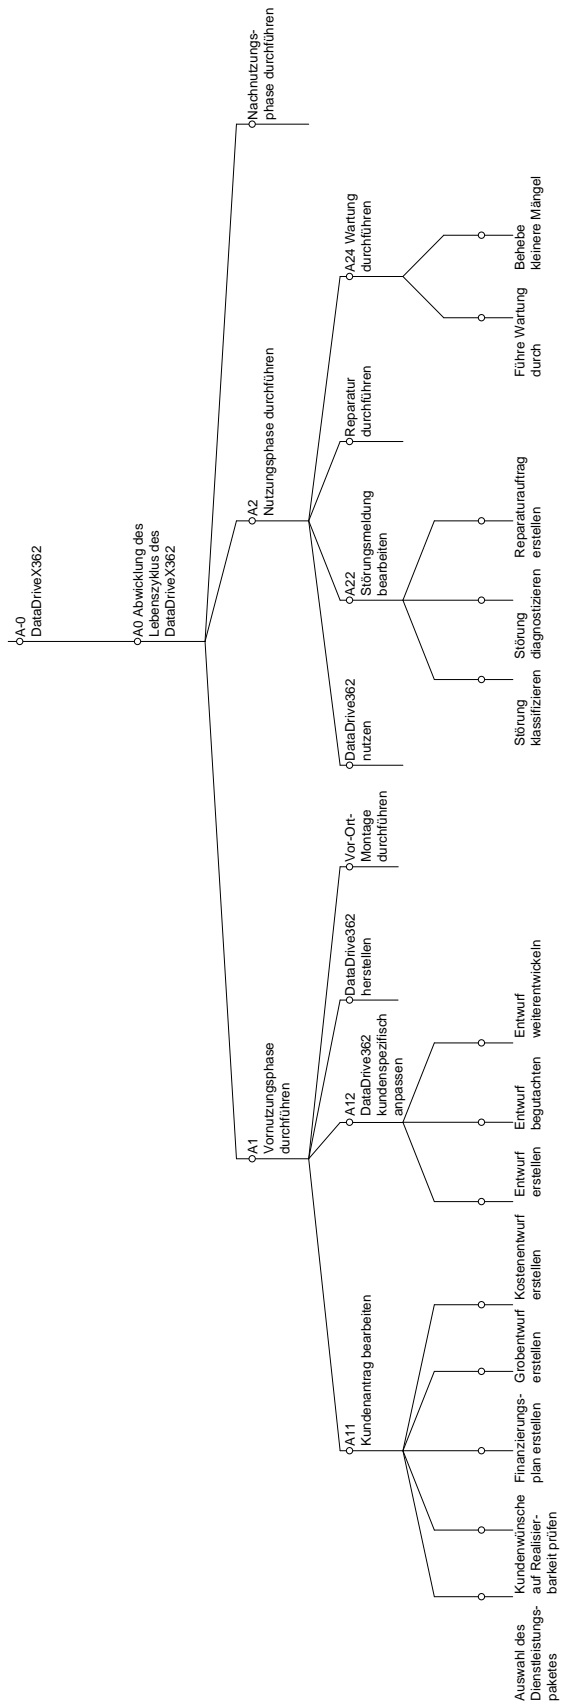 A-0
DataDriveX362
A0 Abwicklung des
Lebenszyklus des
DataDriveX362
A1
Vornutzungsphase
durchführen
A2
Nutzungsphase durchführen
Nachnutzungs-
phase durchführen
A11
Kundenantrag bearbeiten
A12
DataDrive362
kundenspezifisch
anpassen
DataDrive362
herstellen
Vor-Ort-
Montage
durchführen
DataDrive362
nutzen
A22
Störungsmeldung
bearbeiten
Reparatur
durchführen
A24 Wartung
durchführen
Auswahl des
Dienstleistungs-
paketes
Kundenwünsche
auf Realisier-
barkeit prüfen
Finanzierungs-
plan erstellen
Grobentwurf
erstellen
Kostenentwurf
erstellen
Entwurf
erstellen
Entwurf
begutachten
Entwurf
weiterentwickeln
Störung
klassifizieren
Störung
diagnostizieren
Reparaturauftrag
erstellen
Führe Wartung
durch
Behebe
kleinere Mängel